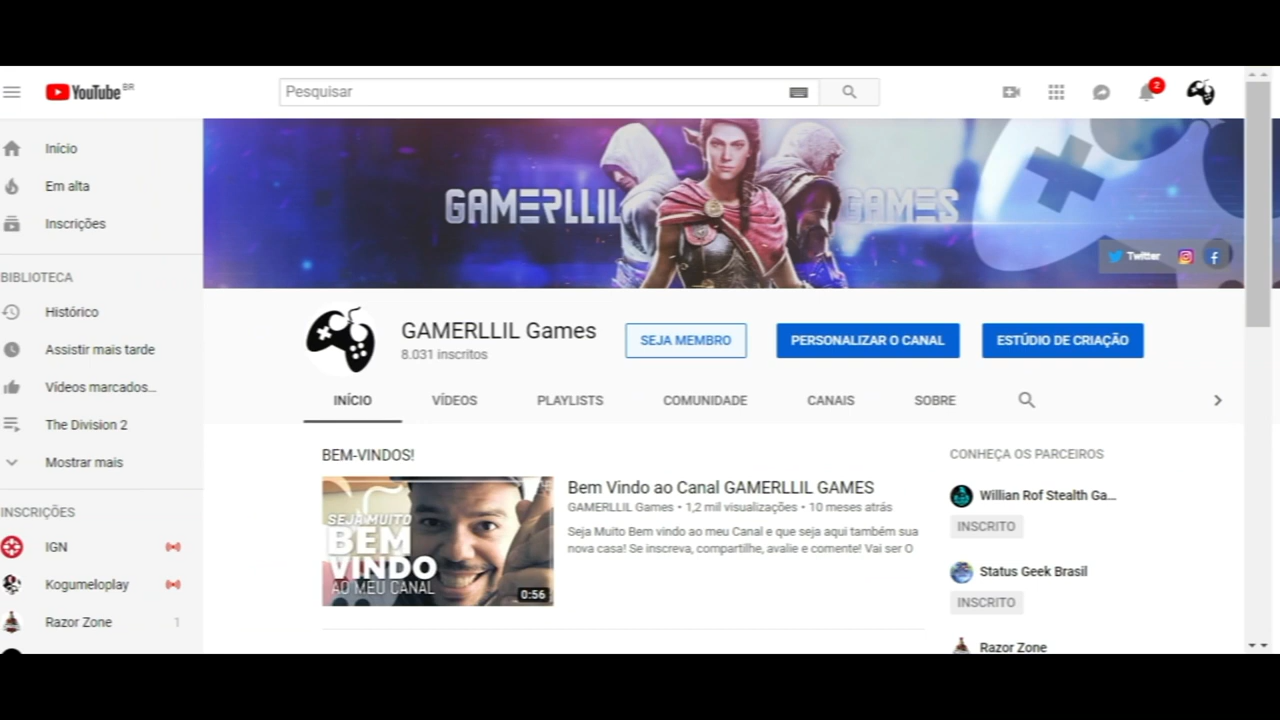 YouTube BR
Pesquisar
2
Início
Em alta
Inscrições
BIBLIOTECA
Histórico
Assistir mais tarde
Vídeos marcados...
The Division 2
Mostrar mais
INSCRIÇÕES
IGN
Kogumeloplay
Razor Zone 1
GAMERLLIL GAMES
Twitter
GAMERLLIL Games
8.031 inscritos
SEJA MEMBRO
PERSONALIZAR O CANAL
ESTÚDIO DE CRIAÇÃO
INÍCIO VÍDEOS PLAYLISTS COMUNIDADE CANAIS SOBRE
BEM-VINDOS!
SEJA MUITO
BEM
VINDO
AO MEU CANAL
0:56
Bem Vindo ao Canal GAMERLLIL GAMES
GAMERLLIL Games • 1,2 mil visualizações • 10 meses atrás
Seja Muito Bem vindo ao meu Canal e que seja aqui também sua
nova casa! Se inscreva, compartilhe, avalie e comente! Vai ser O
CONHEÇA OS PARCEIROS
Willian Rof Stealth Ga...
INSCRITO
Status Geek Brasil
INSCRITO
Razor Zone